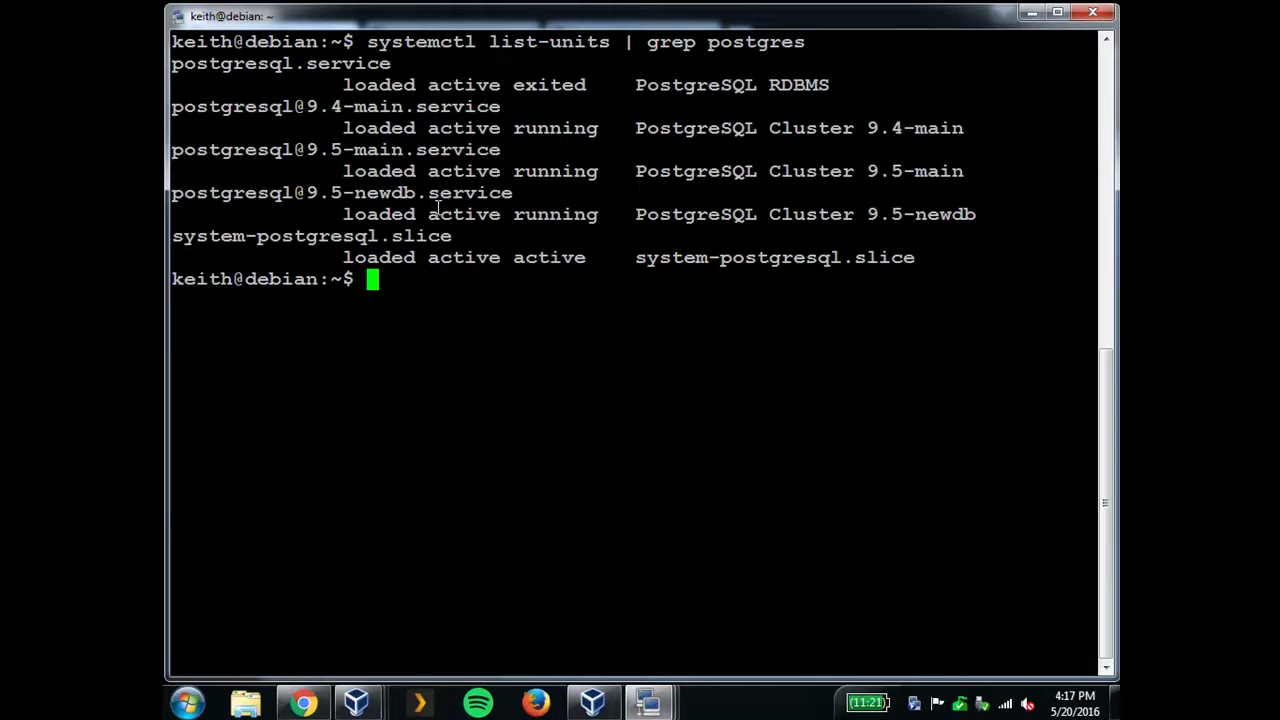 keith@debian: ~
keith@debian:~$ systemctl list-units | grep postgres
postgresql.service
loaded active exited PostgreSQL RDBMS
postgresql@9.4-main.service
loaded active running PostgreSQL Cluster 9.4-main
postgresql@9.5-main.service
loaded active running PostgreSQL Cluster 9.5-main
postgresql@9.5-newdb.service
loaded active running PostgreSQL Cluster 9.5-newdb
system-postgresql.slice
loaded active active system-postgresql.slice
keith@debian:~$
(11:21)
4:17 PM
5/20/2016